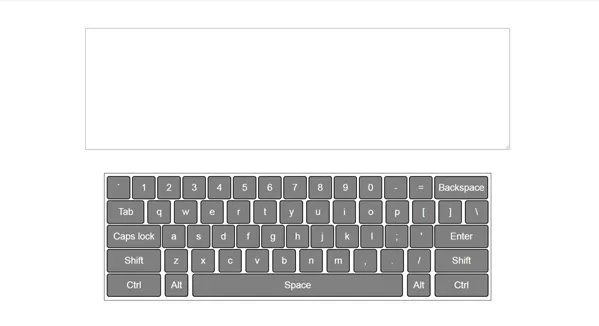 ` 1 2 3 4 5 6 7 8 9 0 - = Backspace
Tab q w e r t y u i o p [ ] \
Caps lock a s d f g h j k l ; ' Enter
Shift z x c v b n m , . / Shift
Ctrl Alt Space Alt Ctrl